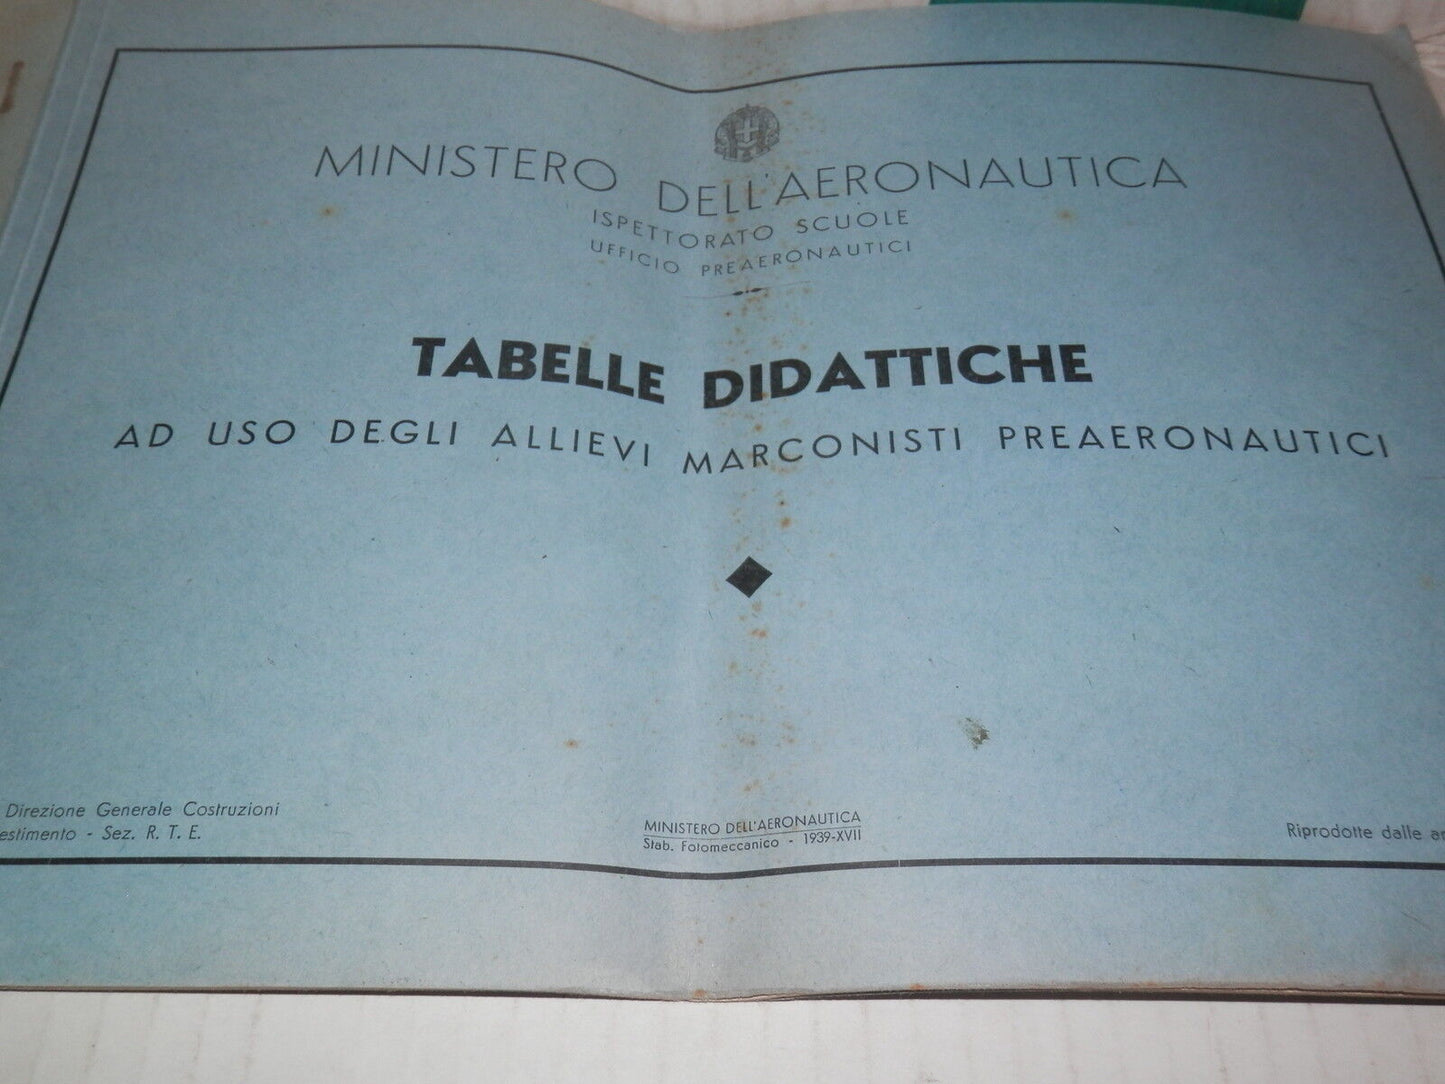 MINISTERO DELL'AERONAUTICA
ISPETTORATO SCUOLE
UFFICIO PREAERONAUTICI
TABELLE DIDATTICHE
AD USO DEGLI ALLIEVI MARCONISTI PREAERONAUTICI
Direzione Generale Costruzioni
- Sez. R. T. E.
MINISTERO DELL'AERONAUTICA
Stab. Fotomeccanico - 1939-XVII
Riprodotte dalle